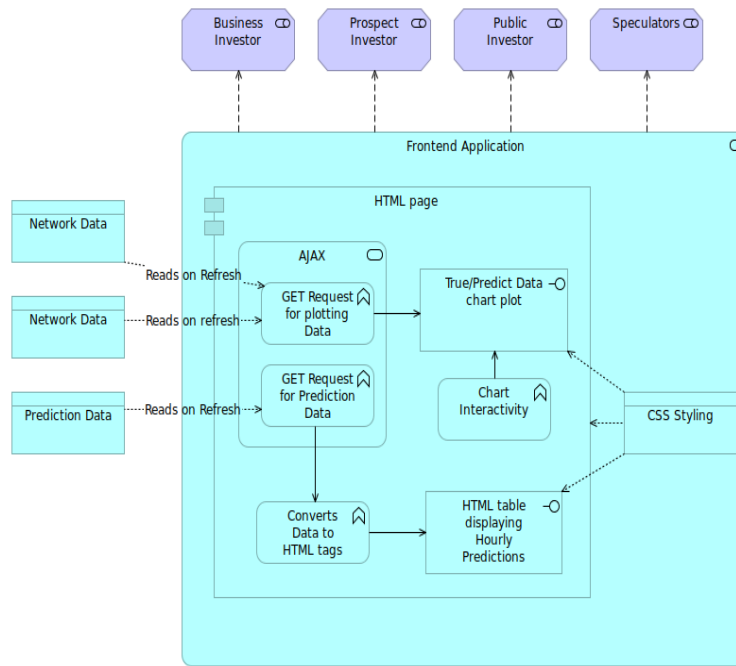 Business
Investor
Prospect
Investor
Public
Investor
Speculators
Frontend Application
HTML page
Network Data
AJAX
Reads on Refresh
GET Request
for plotting
Data
True/Predict Data
chart plot
Network Data
Reads on refresh
GET Request
for Prediction
Data
Chart
Interactivity
Prediction Data
Reads on Refresh
CSS Styling
Converts
Data to
HTML tags
HTML table
displaying
Hourly
Predictions